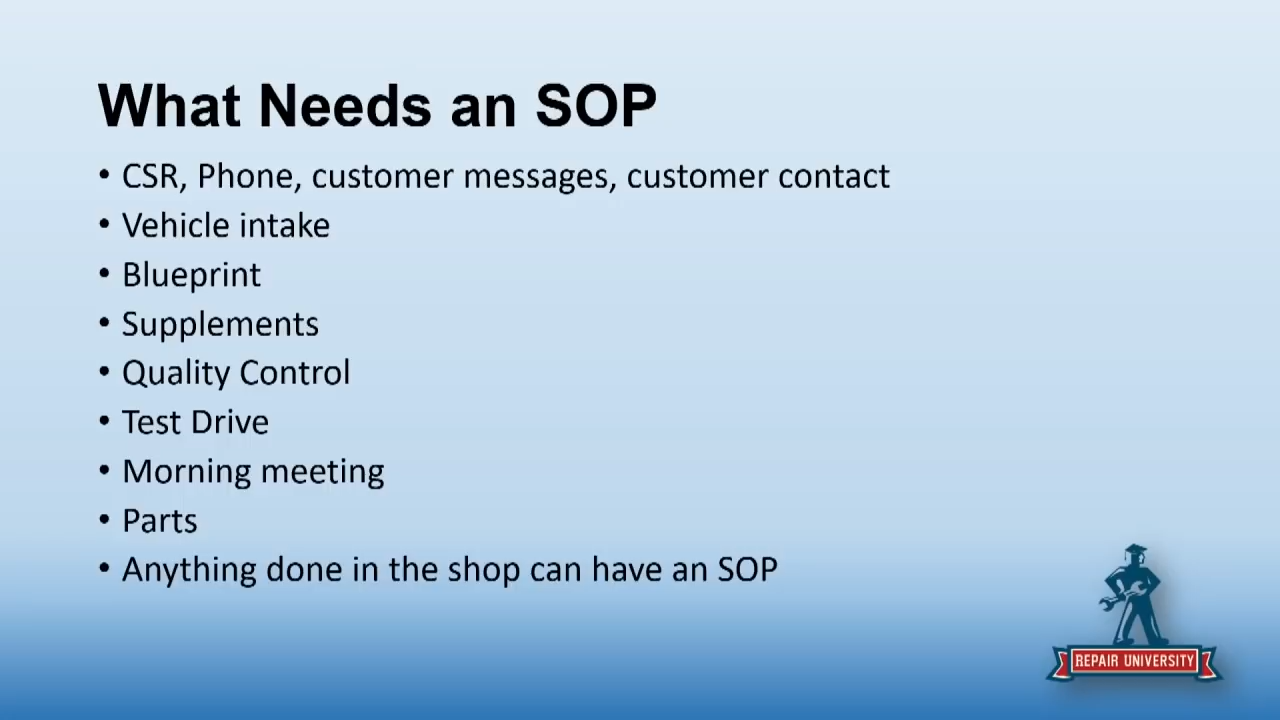 What Needs an SOP
• CSR, Phone, customer messages, customer contact
• Vehicle intake
• Blueprint
• Supplements
• Quality Control
• Test Drive
• Morning meeting
• Parts
• Anything done in the shop can have an SOP
REPAIR UNIVERSITY